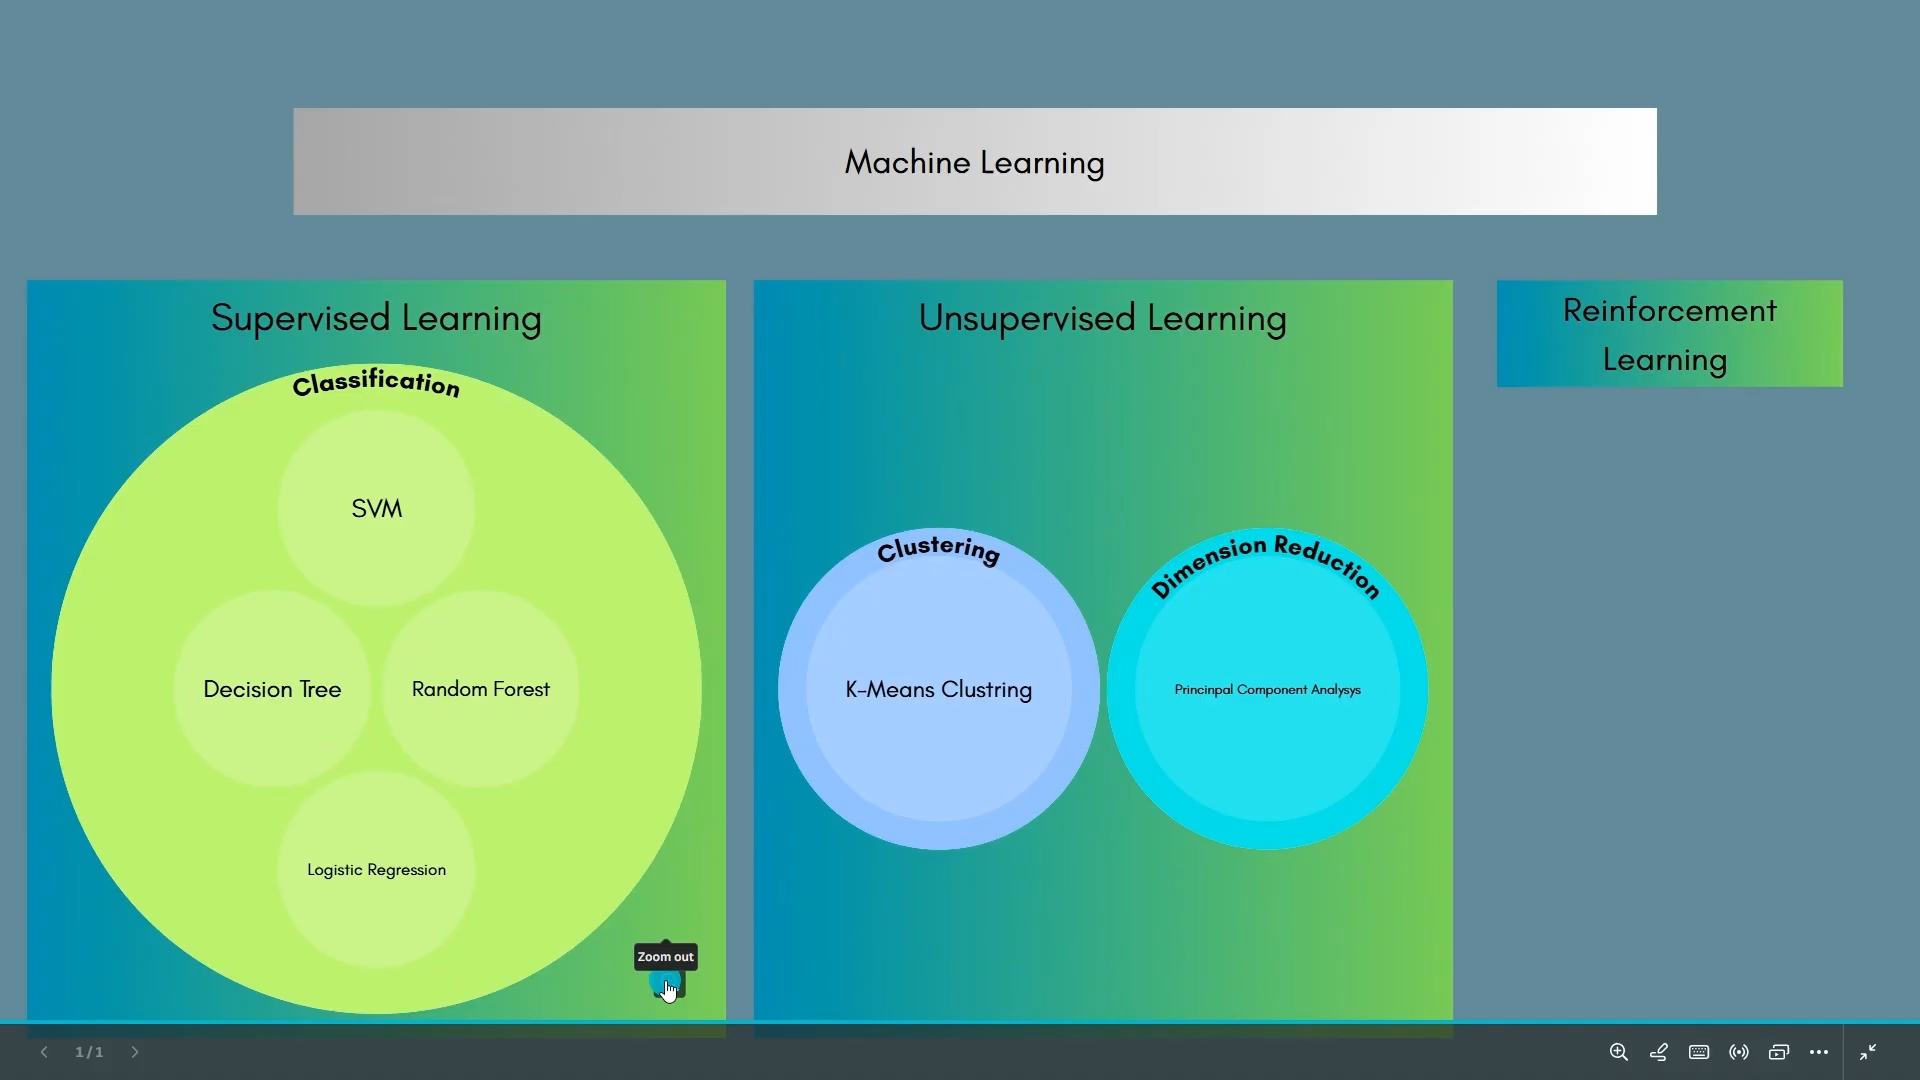 Machine Learning
Supervised Learning
Classification
SVM
Decision Tree
Random Forest
Logistic Regression
Unsupervised Learning
Clustering
K-Means Clustring
Dimension Reduction
Princinpal Component Analysys
Reinforcement
Learning
Zoom out
1/1